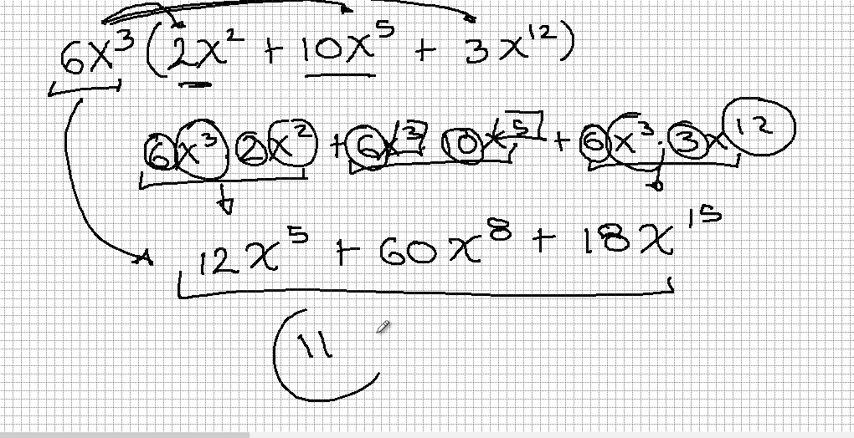 6x³(2x² + 10x⁵ + 3x¹²)
6x³ 2x² + 6x³ 10x⁵ + 6x³ · 3x¹²
12x⁵ + 60x⁸ + 18x¹⁵
11